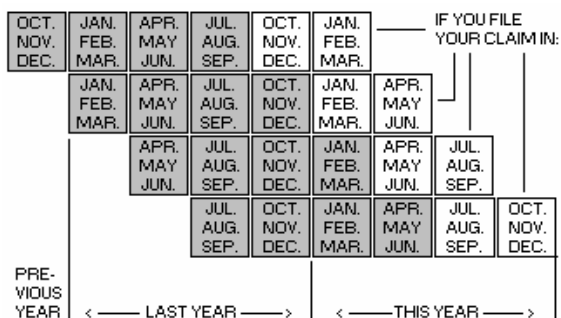 OCT. JAN. APR. JUL. OCT. JAN. IF YOU FILE
NOV. FEB. MAY AUG. NOV. FEB. YOUR CLAIM IN:
DEC. MAR. JUN. SEP. DEC. MAR.
JAN. APR. JUL. OCT. JAN. APR.
FEB. MAY AUG. NOV. FEB. MAY
MAR. JUN. SEP. DEC. MAR. JUN.
APR. JUL. OCT. JAN. APR. JUL.
MAY AUG. NOV. FEB. MAY AUG.
JUN. SEP. DEC. MAR. JUN. SEP.
JUL. OCT. JAN. APR. JUL. OCT.
AUG. NOV. FEB. MAY AUG. NOV.
SEP. DEC. MAR. JUN. SEP. DEC.
PRE-
VIOUS
YEAR < LAST YEAR > < THIS YEAR >